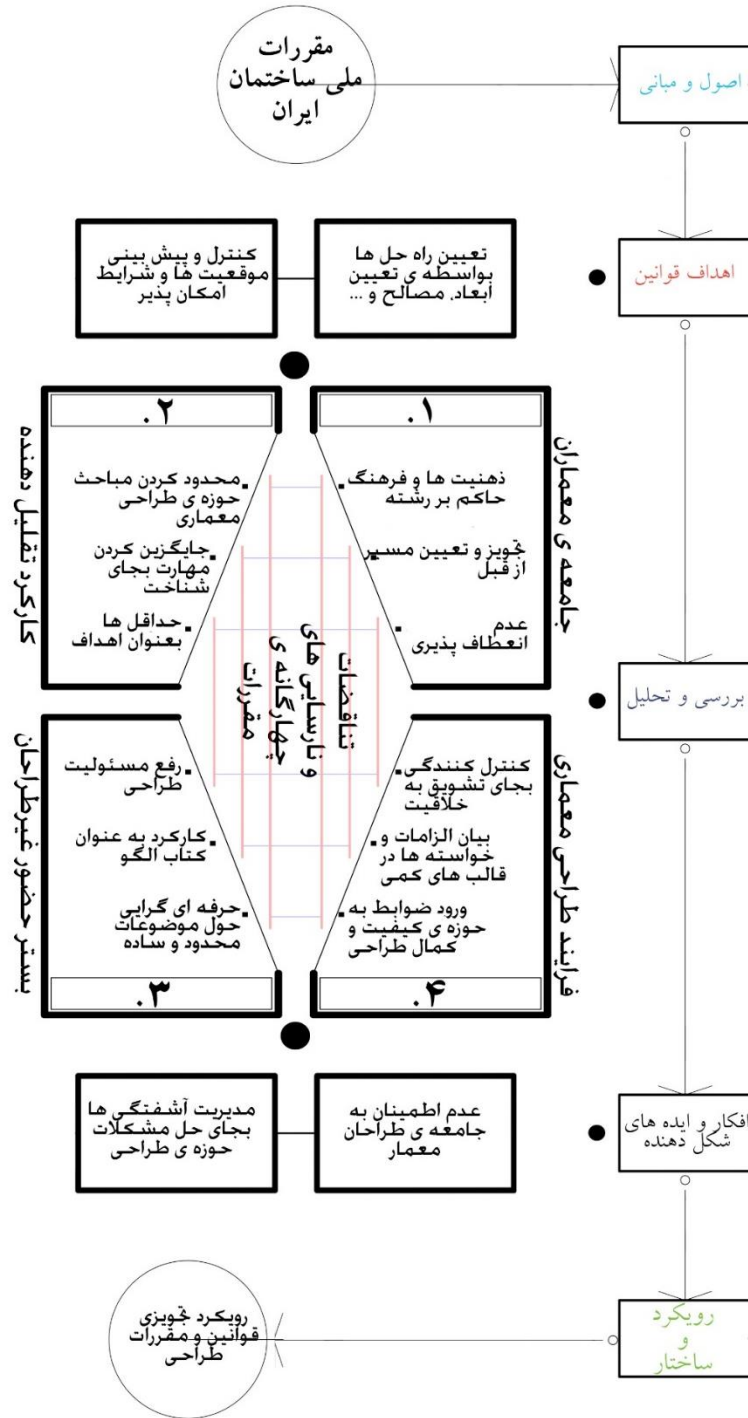 مقررات
ملی ساختمان
ایران
اصول و مبانی
اهداف قوانین
تعیین راه حل ها
بواسطه ی تعیین
ابعاد، مصالح و ...
کنترل و پیش بینی
موقعیت ها و شرایط
امکان پذیر
جامعه ی معماران
۱.
ذهنیت ها و فرهنگ
حاکم بر رشته
تجویز و تعیین مسیر
از قبل
عدم
انعطاف پذیری
کارکرد تقلیل دهنده
۲.
محدود کردن مباحث
حوزه ی طراحی
معماری
جایگزین کردن
مهارت بجای
شناخت
حداقل ها
بعنوان اهداف
تناقضات
و نارسایی های
چهارگانه ی
مقررات
بررسی و تحلیل
فرایند طراحی معماری
کنترل کنندگی
بجای تشویق به
خلاقیت
بیان الزامات و
خواسته ها در
قالب های کمی
ورود ضوابط به
حوزه ی کیفیت و
کمال طراحی
۴.
بستر حضور غیرطراحان
رفع مسئولیت
طراحی
کارکرد به عنوان
کتاب الگو
حرفه ای گرایی
حول موضوعات
محدود و ساده
۳.
افکار و ایده های
شکل دهنده
عدم اطمینان به
جامعه ی طراحان
معمار
مدیریت آشفتگی ها
بجای حل مشکلات
حوزه ی طراحی
رویکرد
و
ساختار
رویکرد تجویزی
قوانین و مقررات
طراحی